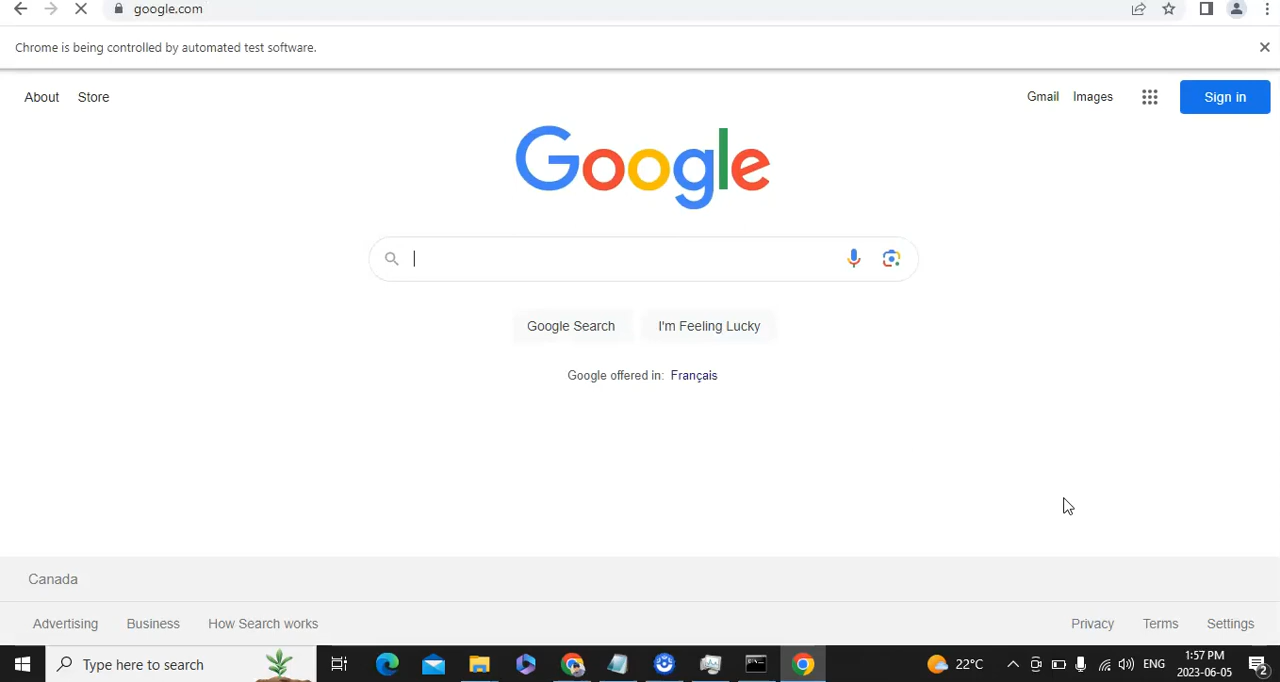 google.com
Chrome is being controlled by automated test software.
About Store Gmail Images Sign in
Google
Google Search I'm Feeling Lucky
Google offered in: Français
Canada
Advertising Business How Search works Privacy Terms Settings
Type here to search 22°C ENG 1:57 PM
2023-06-05 2